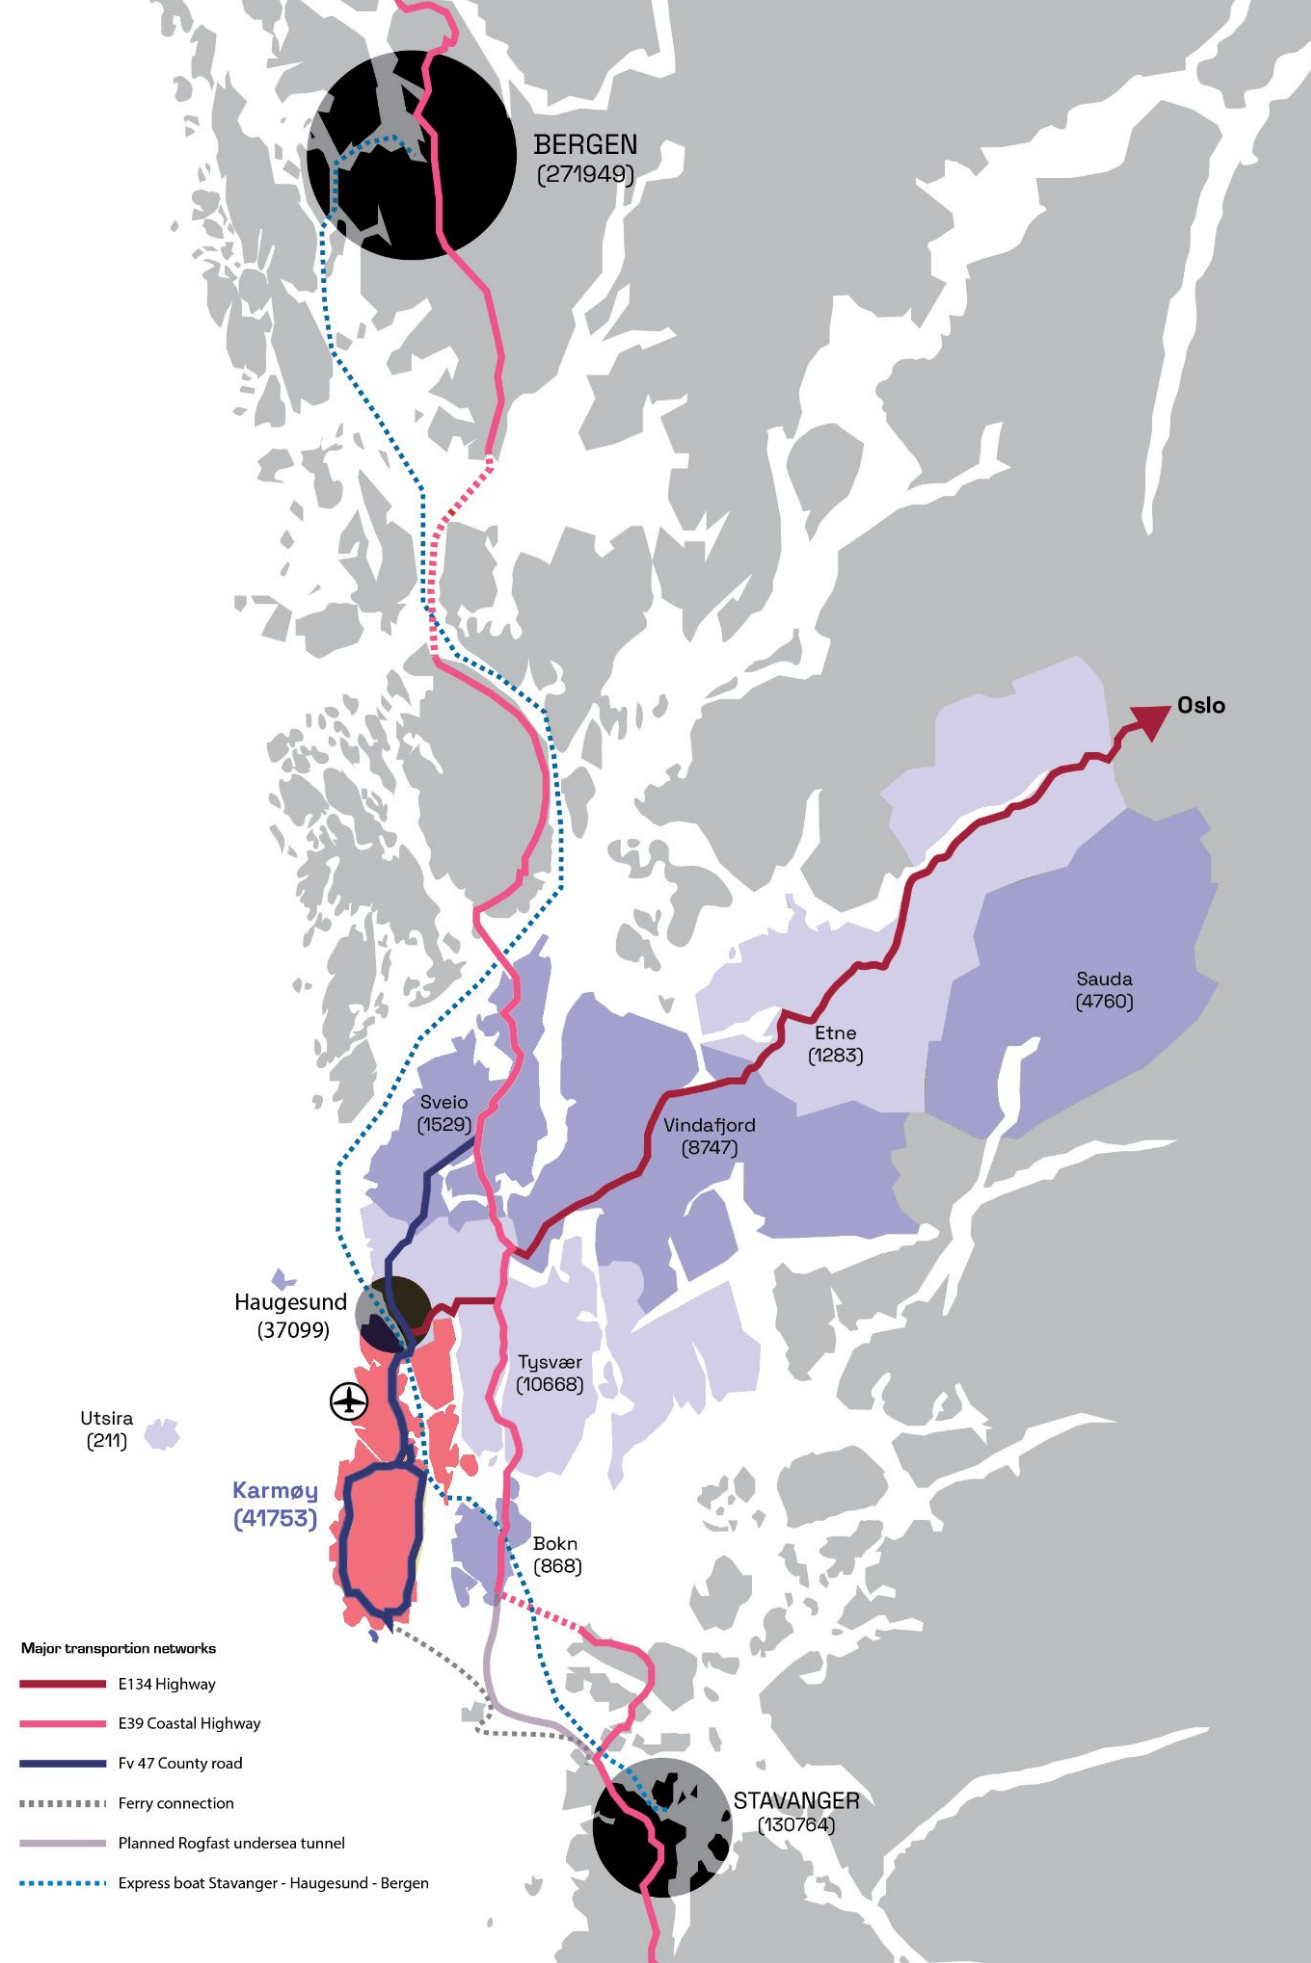 BERGEN
(271949)
Oslo
Sauda
(4760)
Etne
(1283)
Sveio
(1529)
Vindafjord
(8747)
Haugesund
(37099)
Tysvær
(10668)
Utsira
(211)
Karmøy
(41753)
Bokn
(868)
Major transportion networks
E134 Highway
E39 Coastal Highway
Fv 47 County road
Ferry connection
Planned Rogfast undersea tunnel
Express boat Stavanger - Haugesund - Bergen
STAVANGER
(130764)